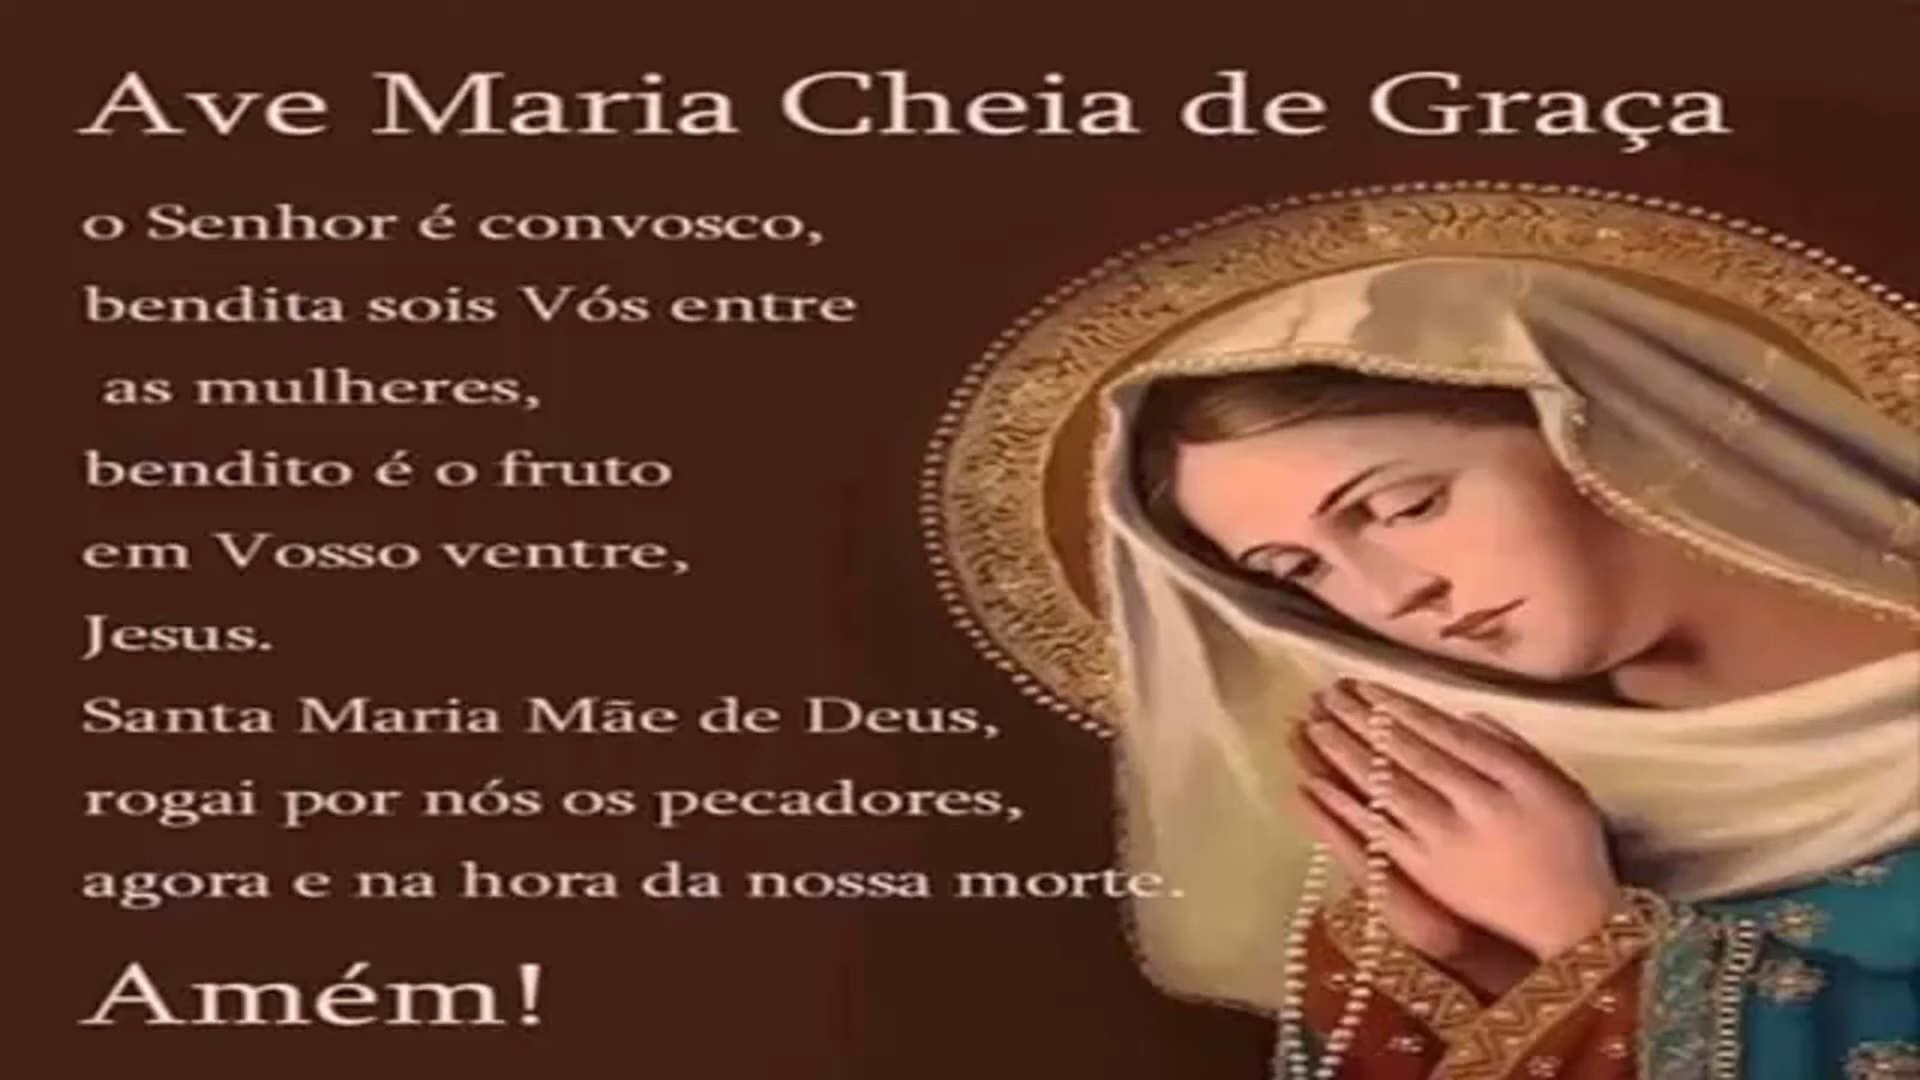 Ave Maria Cheia de Graça
o Senhor é convosco,
bendita sois Vós entre
as mulheres,
bendito é o fruto
em Vosso ventre,
Jesus.
Santa Maria Mãe de Deus,
rogai por nós os pecadores,
agora e na hora da nossa morte.
Amém!